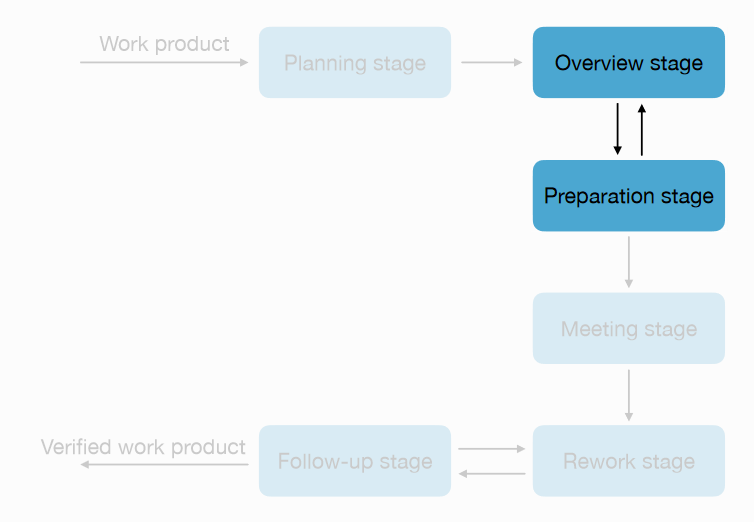 Work product
Planning stage
Overview stage
Preparation stage
Meeting stage
Verified work product
Follow-up stage
Rework stage